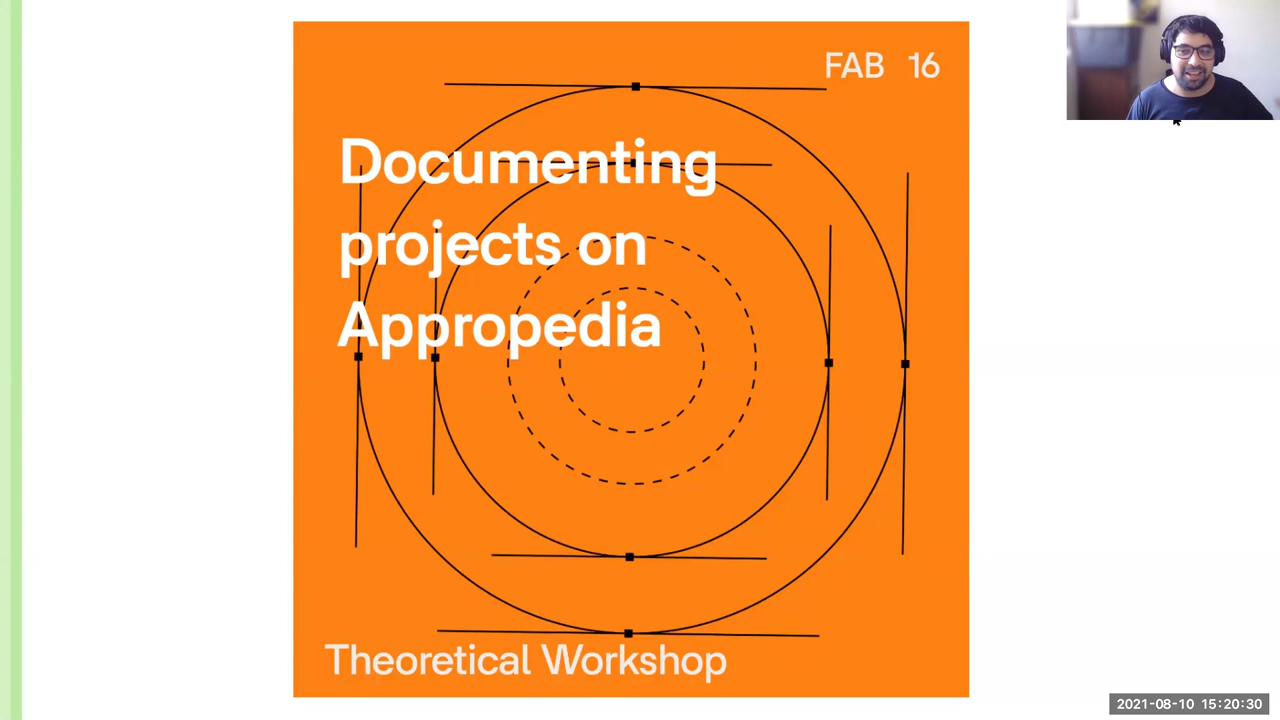 FAB 16
Documenting
projects on
Appropedia
Theoretical Workshop
2021-08-10 15:20:30